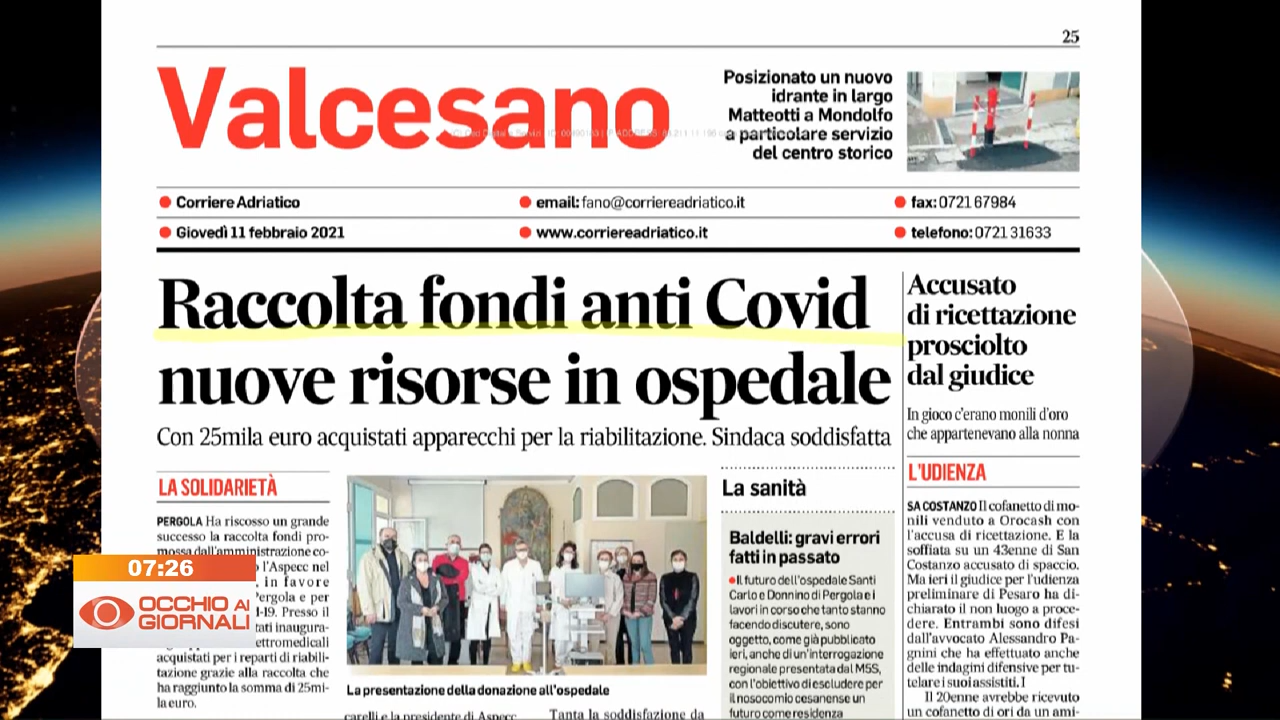 25
Valcesano
Posizionato un nuovo
idrante in largo
Matteotti a Mondolfo
a particolare servizio
del centro storico
Corriere Adriatico
email: fano@corriereadriatico.it
fax: 0721 67984
Giovedì 11 febbraio 2021
www.corriereadriatico.it
telefono: 0721 31633
Raccolta fondi anti Covid
nuove risorse in ospedale
Con 25mila euro acquistati apparecchi per la riabilitazione. Sindaca soddisfatta
LA SOLIDARIETÀ
PERGOLA Ha riscosso un grande
successo la raccolta fondi pro-
mossa dall'amministrazione co-
l'Aspecc nel
in favore
Pergola e per
Presso il
inaugura-
ettromedicali
acquistati per i reparti di riabili-
tazione grazie alla raccolta che
ha raggiunto la somma di 25mi-
la euro.
La presentazione della donazione all'ospedale
carelli e la presidente di Aspecc
Tanta la soddisfazione da
La sanità
Baldelli: gravi errori
fatti in passato
Il futuro dell'ospedale Santi
Carlo e Donnino di Pergola e i
lavori in corso che tanto stanno
facendo discutere, sono
oggetto, come già pubblicato
ieri, anche di un'interrogazione
regionale presentata dal M5S,
con l'obiettivo di escludere per
il nosocomio cesanense un
futuro come residenza
Accusato
di ricettazione
prosciolto
dal giudice
In gioco c'erano monili d'oro
che appartenevano alla nonna
L'UDIENZA
SA COSTANZO Il cofanetto di mo-
nili venduto a Orocash con
l'accusa di ricettazione. E la
soffiata su un 43enne di San
Costanzo accusato di spaccio.
Ma ieri il giudice per l'udienza
preliminare di Pesaro ha di-
chiarato il non luogo a proce-
dere. Entrambi sono difesi
dall'avvocato Alessandro Pa-
gnini che ha effettuato anche
delle indagini difensive per tu-
telare i suoi assistiti. I
Il 20enne avrebbe ricevuto
un cofanetto di ori da un ami-
07:26
OCCHIO AI
GIORNALI